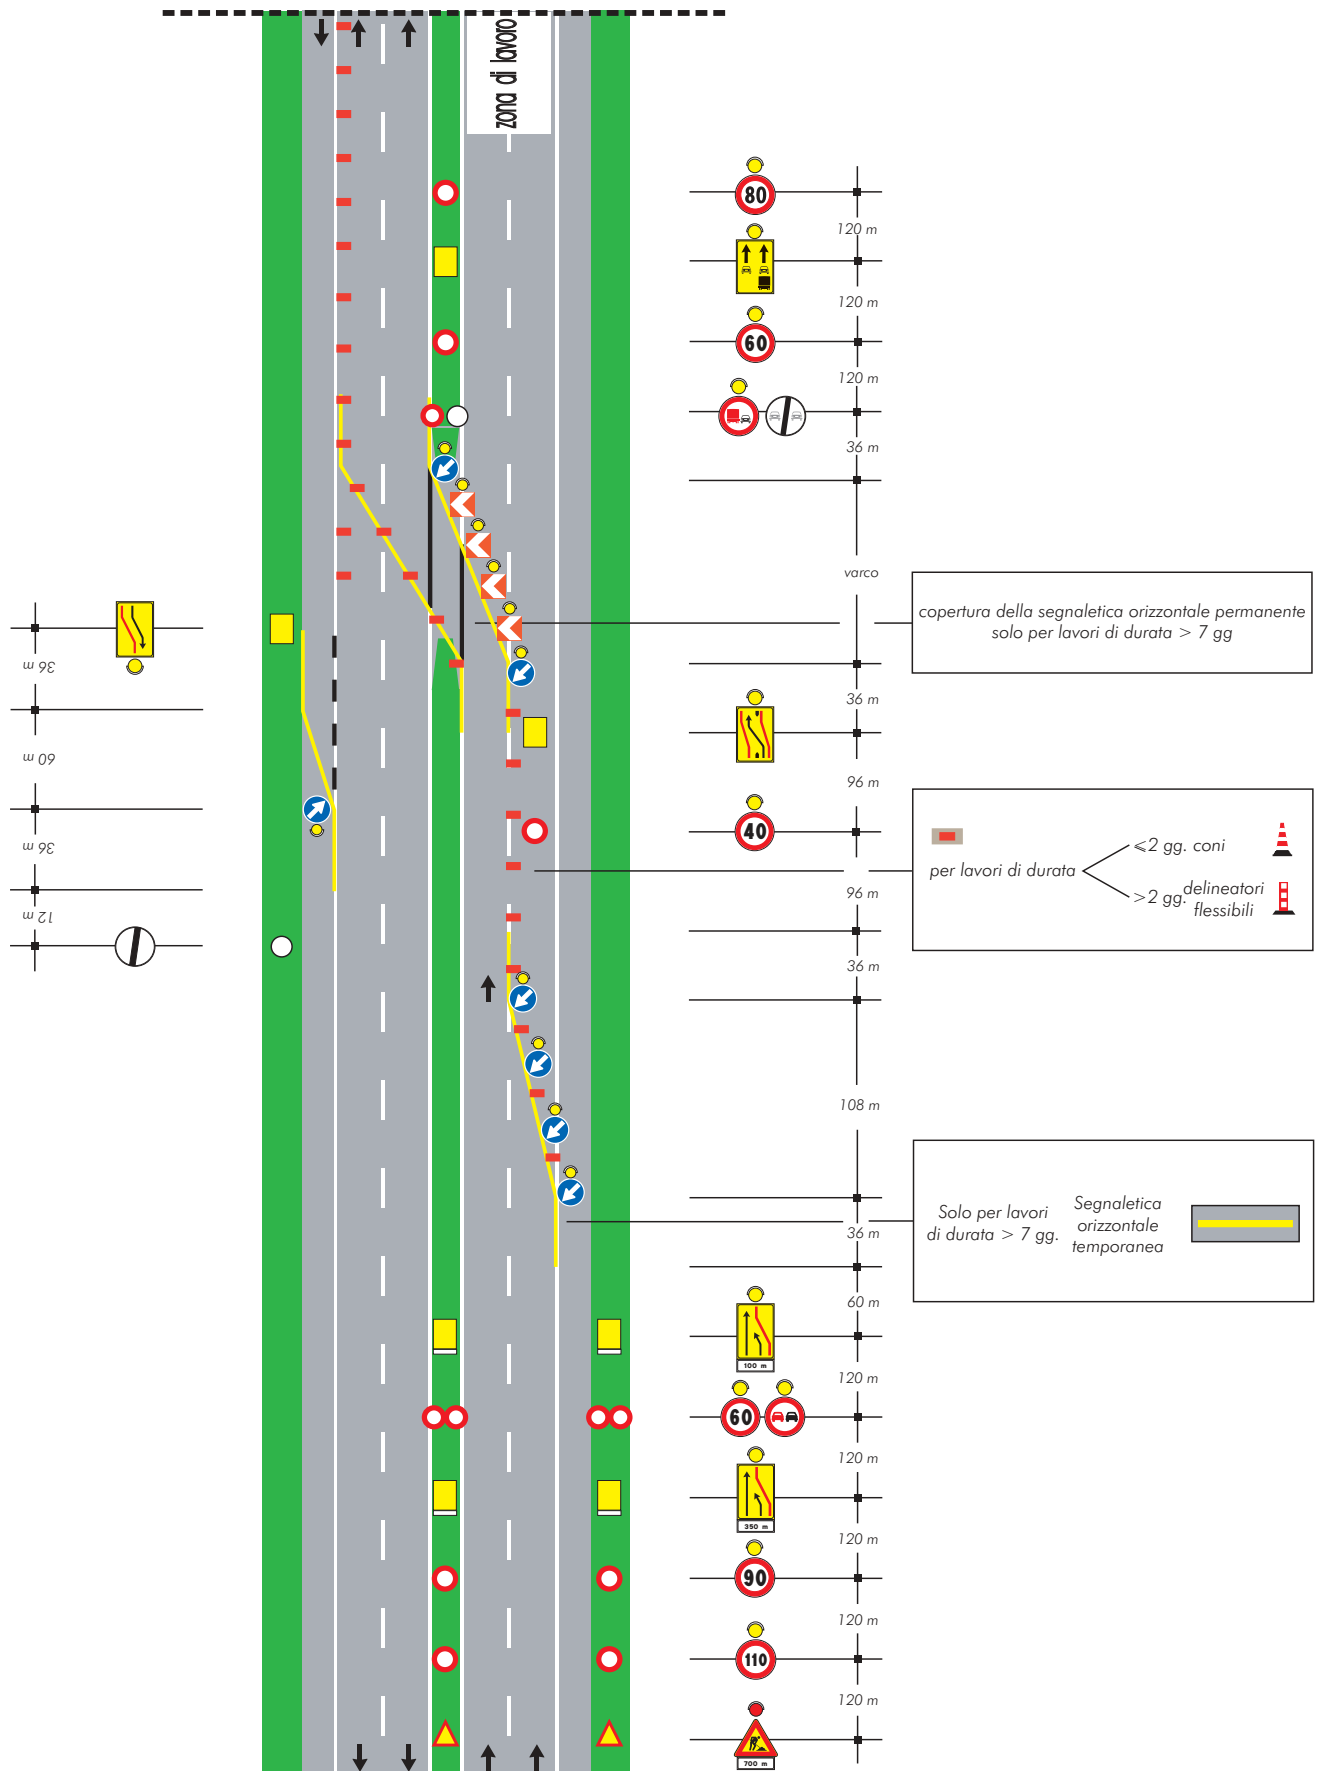 zona di lavoro
80
120 m
120 m
60
120 m
36 m
varco
copertura della segnaletica orizzontale permanente
solo per lavori di durata > 7 gg
36 m
60 m
36 m
12 m
36 m
96 m
40
per lavori di durata
⩽2 gg. coni
>2 gg. delineatori
flessibili
96 m
36 m
108 m
Solo per lavori
di durata > 7 gg.
Segnaletica
orizzontale
temporanea
36 m
60 m
100 m
120 m
60
120 m
350 m
120 m
90
120 m
110
120 m
700 m